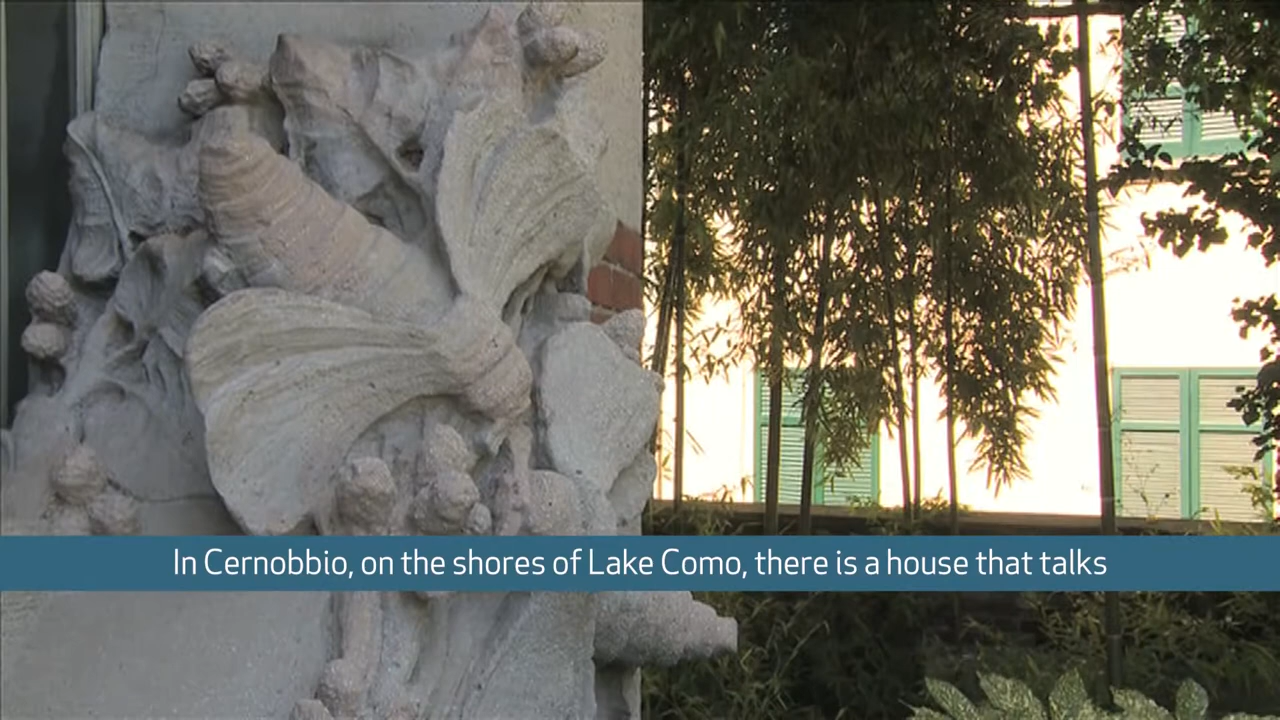 In Cernobbio, on the shores of Lake Como, there is a house that talks